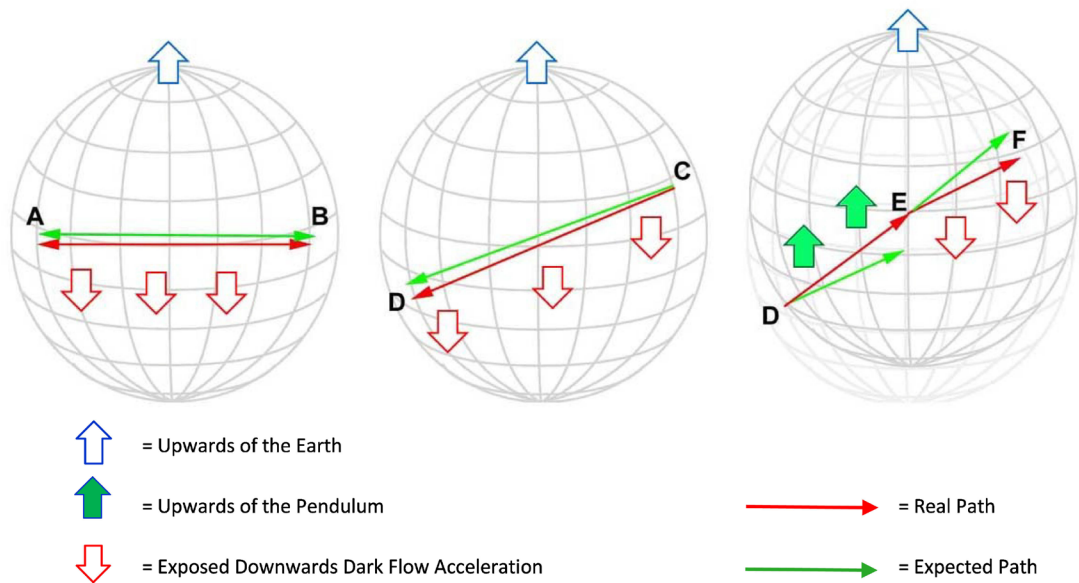 A
B
C
D
D
E
F
= Upwards of the Earth
= Upwards of the Pendulum
= Real Path
= Exposed Downwards Dark Flow Acceleration
= Expected Path